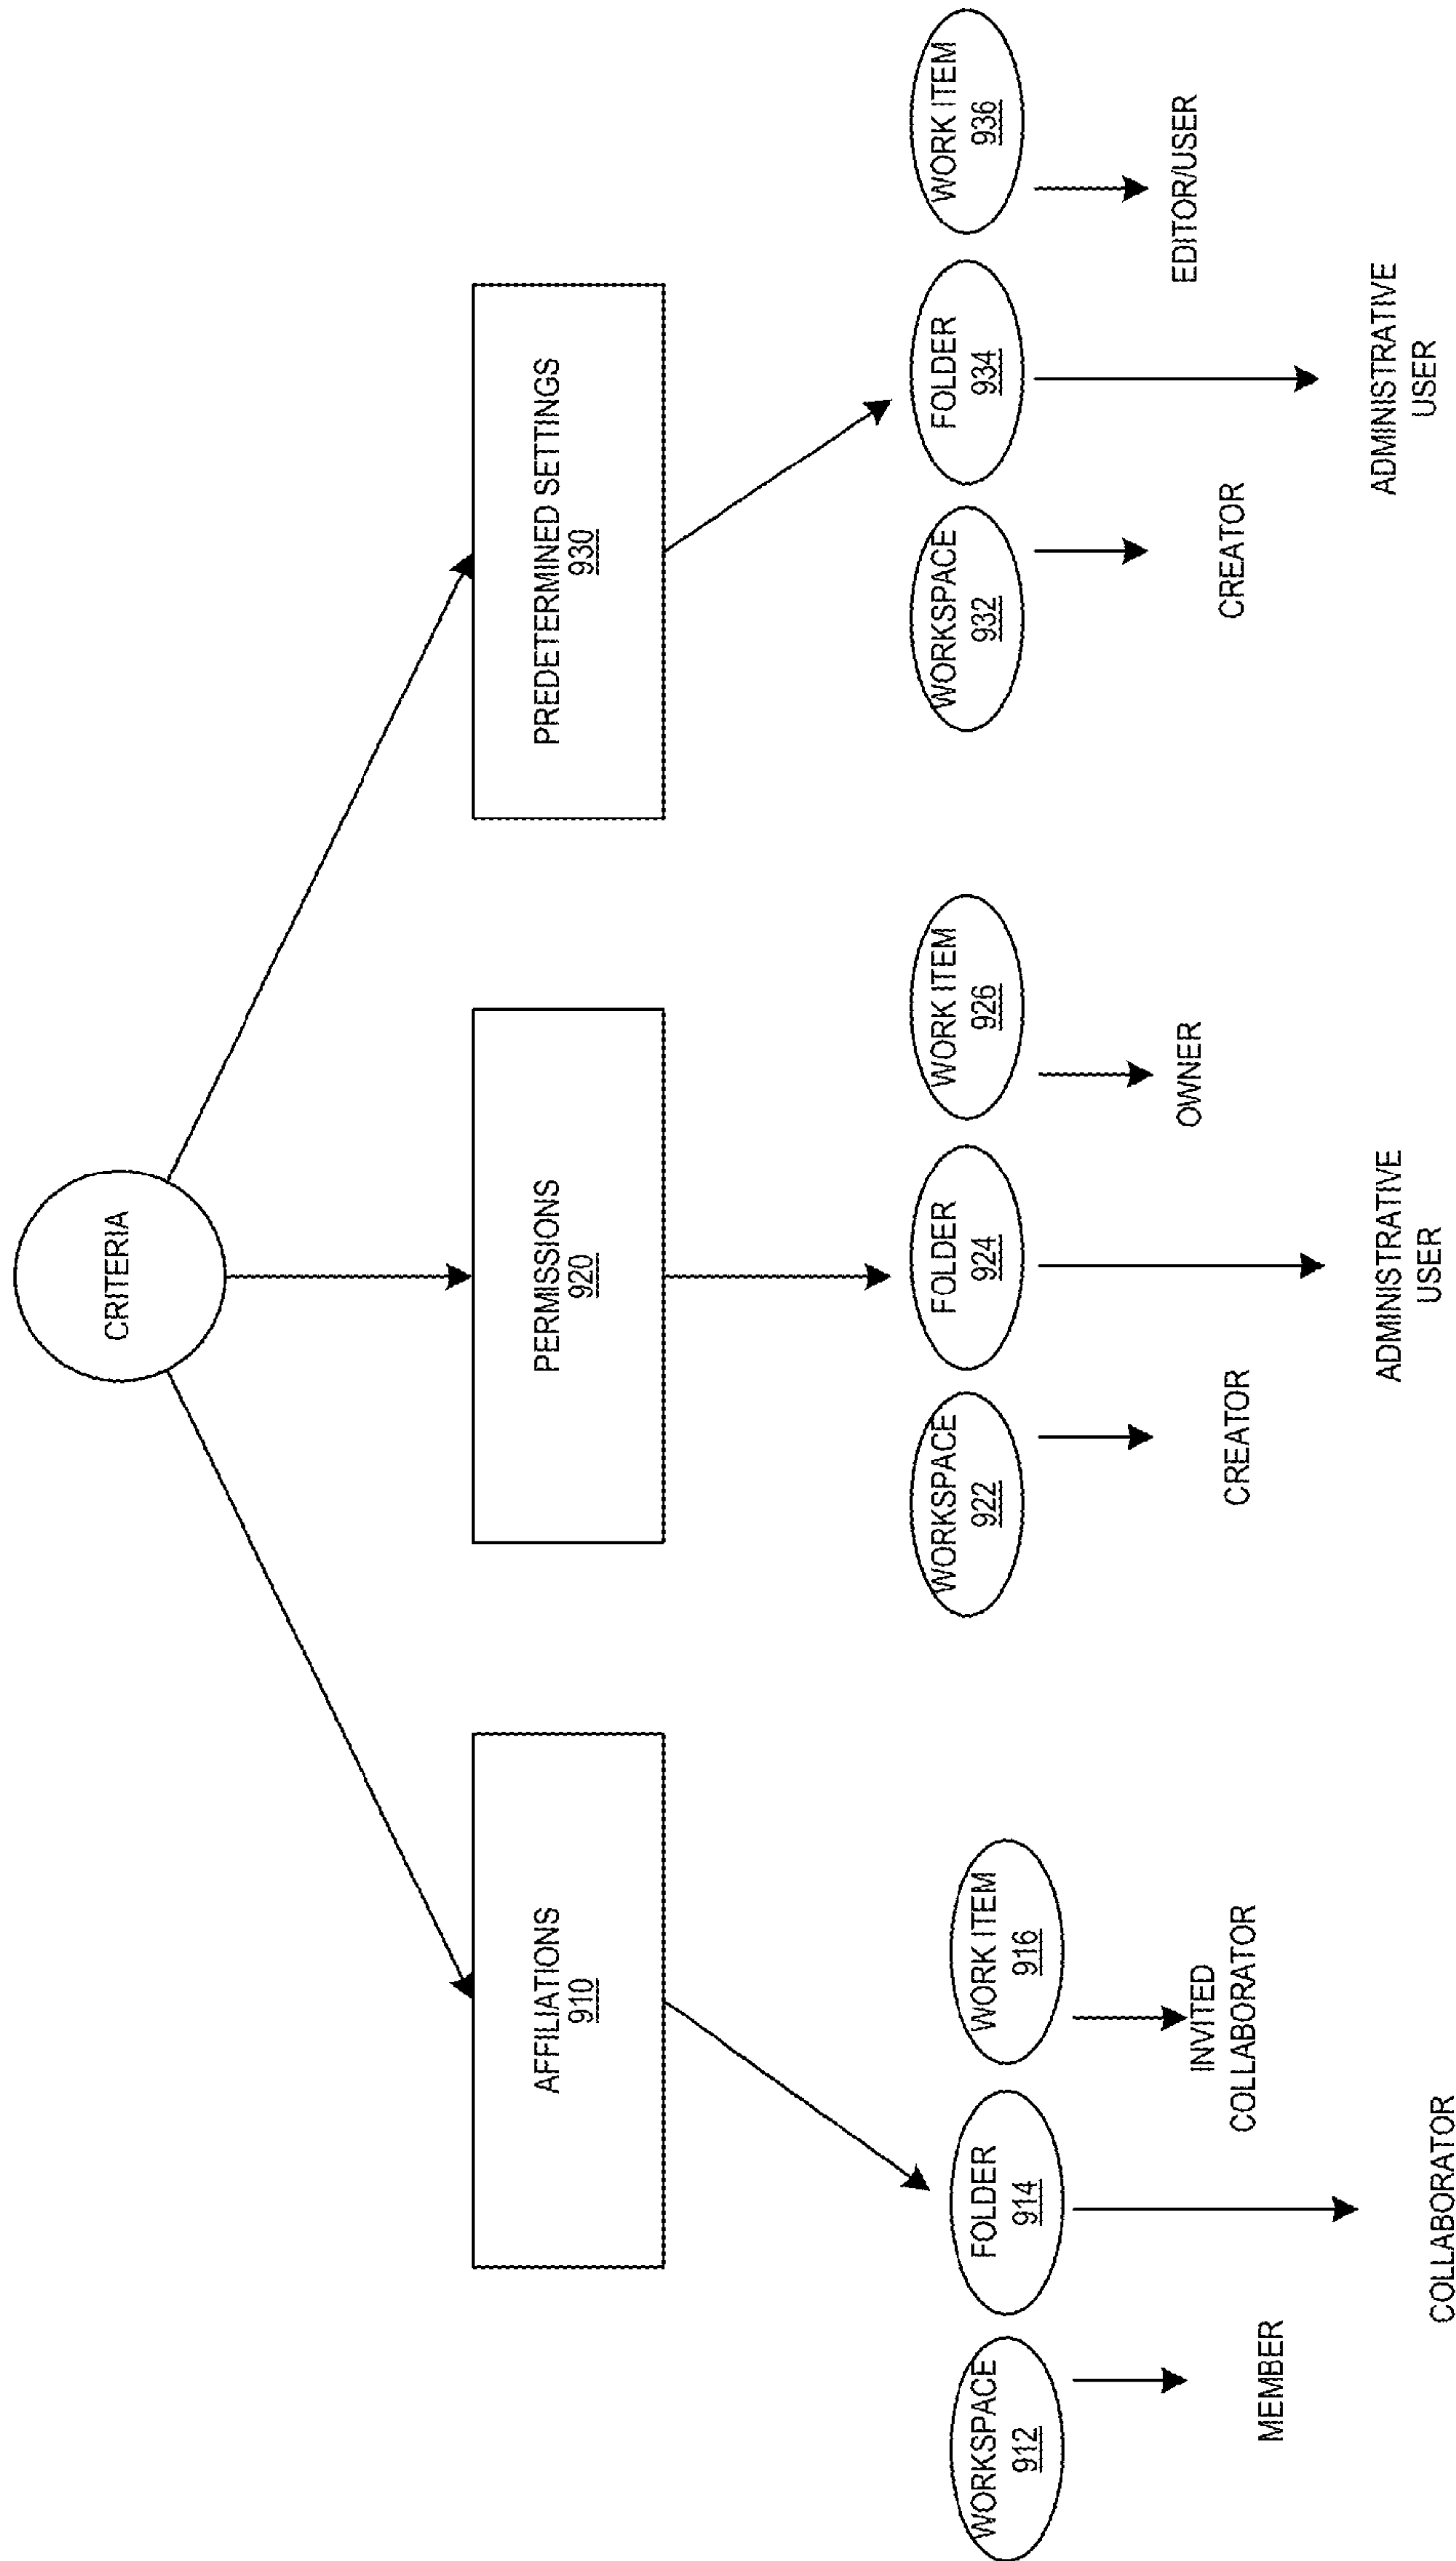 CRITERIA
AFFILIATIONS
910
PERMISSIONS
920
PREDETERMINED SETTINGS
930
WORKSPACE
912
FOLDER
914
WORK ITEM
916
WORKSPACE
922
FOLDER
924
WORK ITEM
926
WORKSPACE
932
FOLDER
934
WORK ITEM
936
MEMBER
COLLABORATOR
INVITED
COLLABORATOR
CREATOR
ADMINISTRATIVE
USER
OWNER
CREATOR
ADMINISTRATIVE
USER
EDITOR/USER